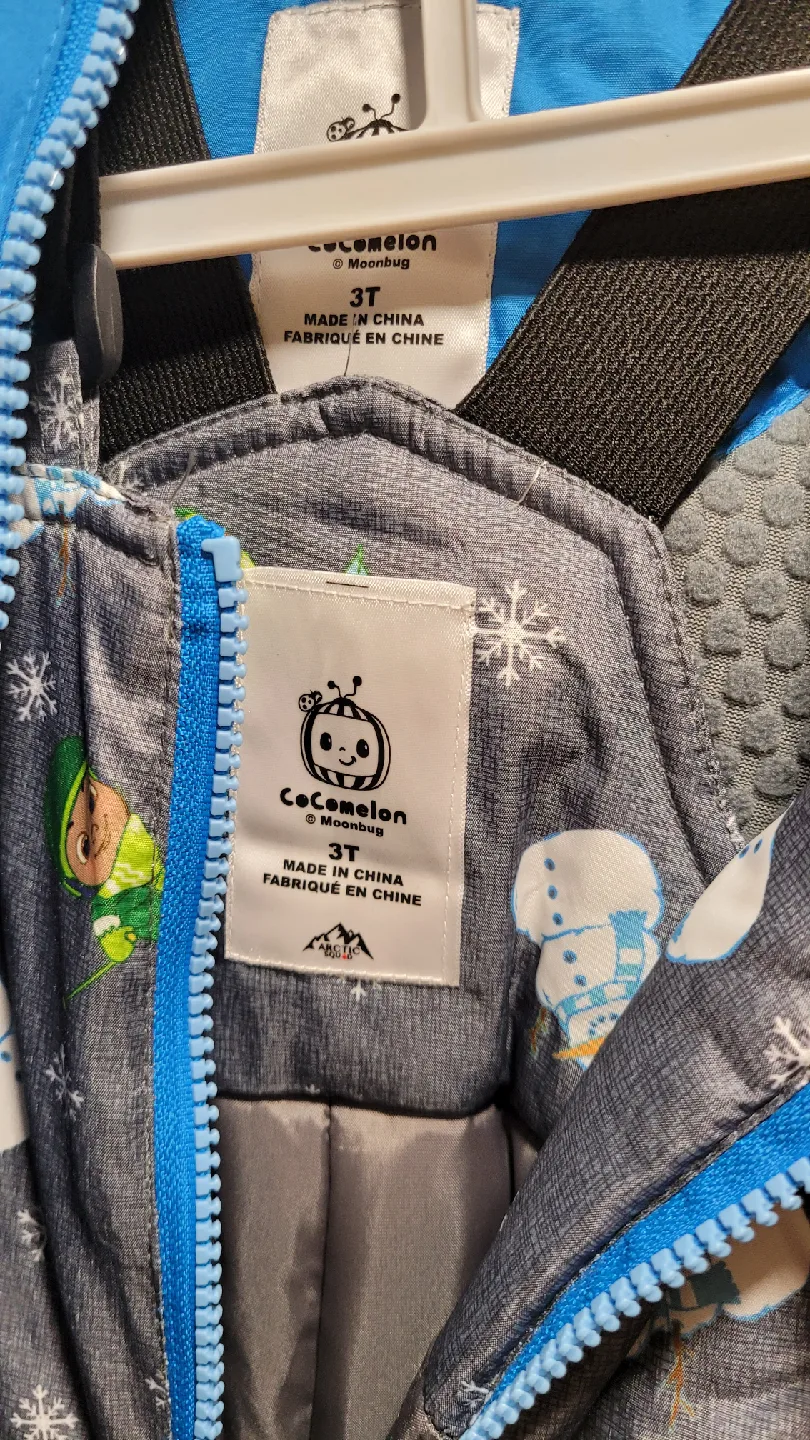 CoComelon
© Moonbug
3T
MADE IN CHINA
FABRIQUÉ EN CHINE
CoComelon
© Moonbug
3T
MADE IN CHINA
FABRIQUÉ EN CHINE
ARCTIC
SQUAD